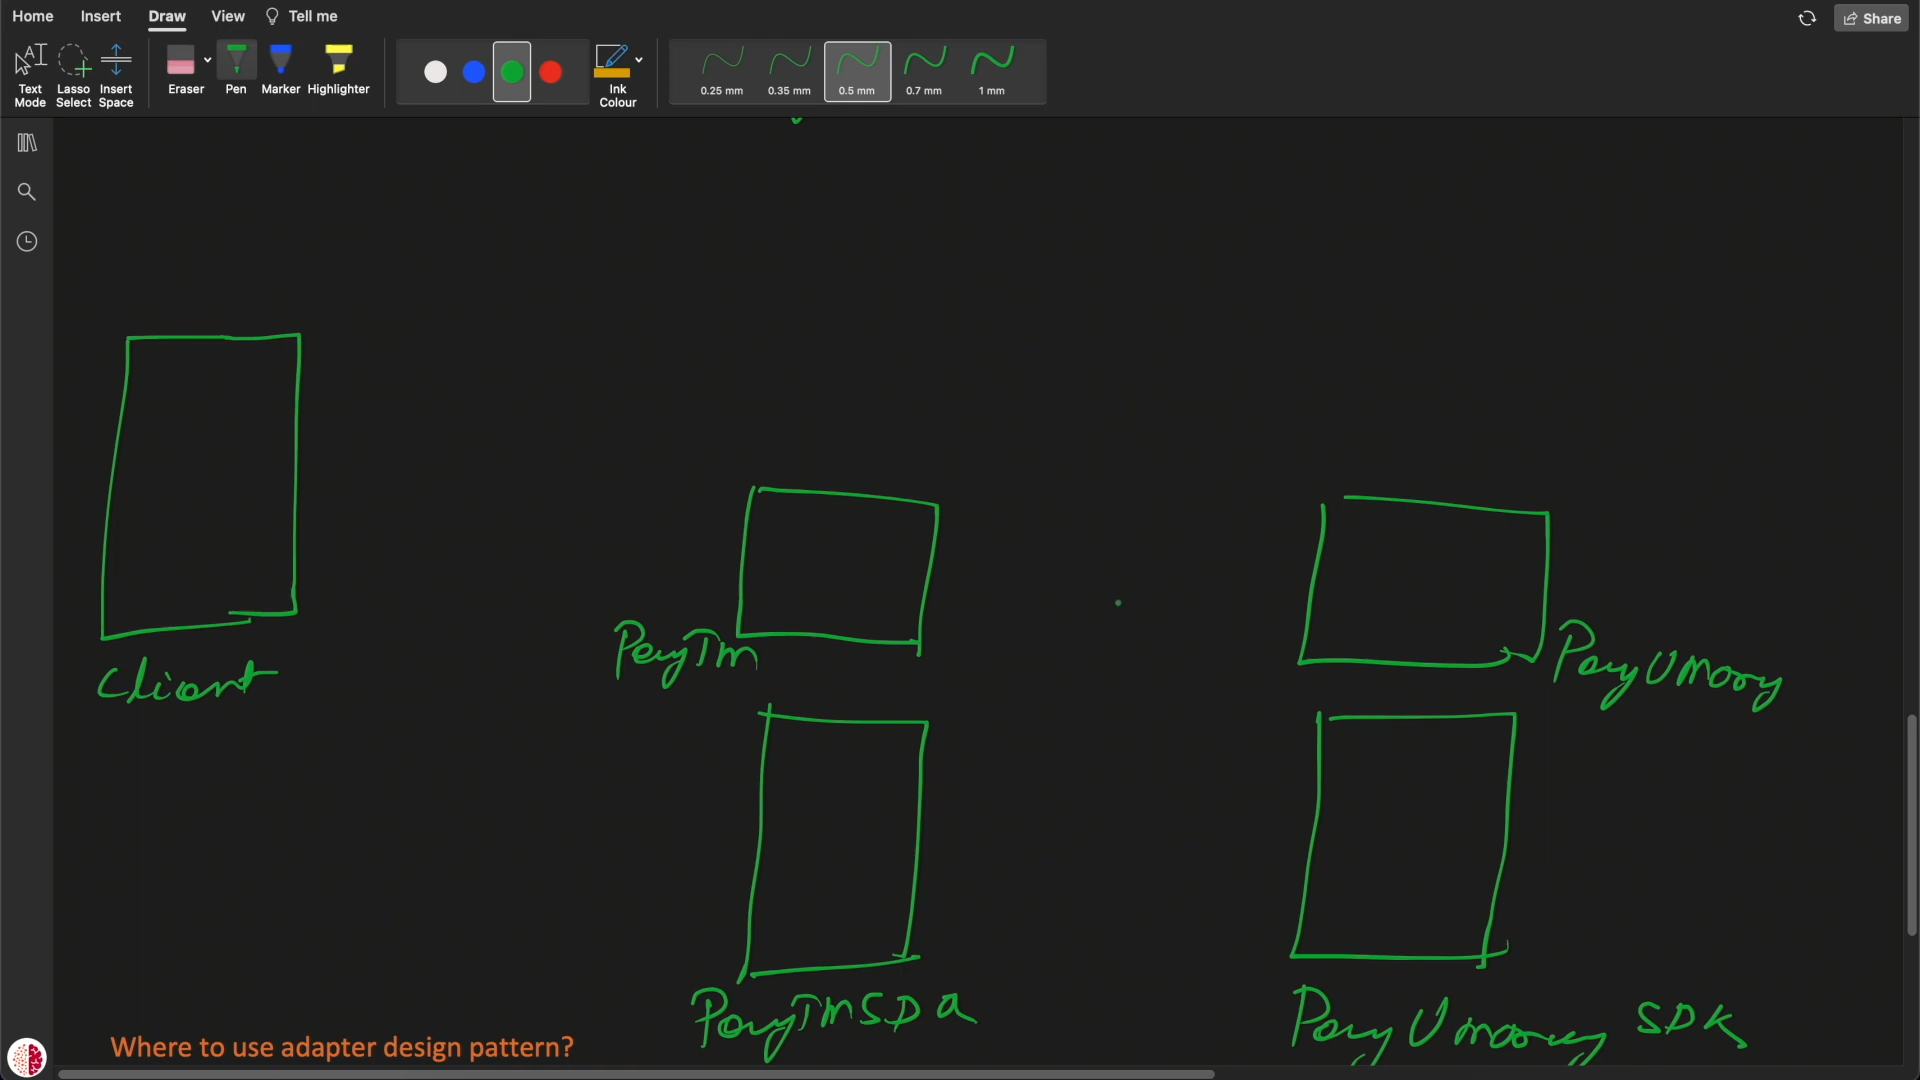 Home Insert Draw View Tell me
Share
Text Mode
Lasso Select
Insert Space
Eraser
Pen
Marker
Highlighter
Ink Colour
0.25 mm
0.35 mm
0.5 mm
0.7 mm
1 mm
Client
PayTm
PayUMoney
PayTm SDK
PayUmoney SDK
Where to use adapter design pattern?